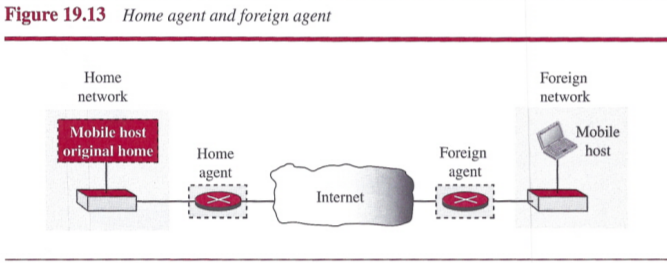 Figure 19.13 Home agent and foreign agent
Home
network
Mobile host
original home
Home
agent
Internet
Foreign
agent
Foreign
network
Mobile
host